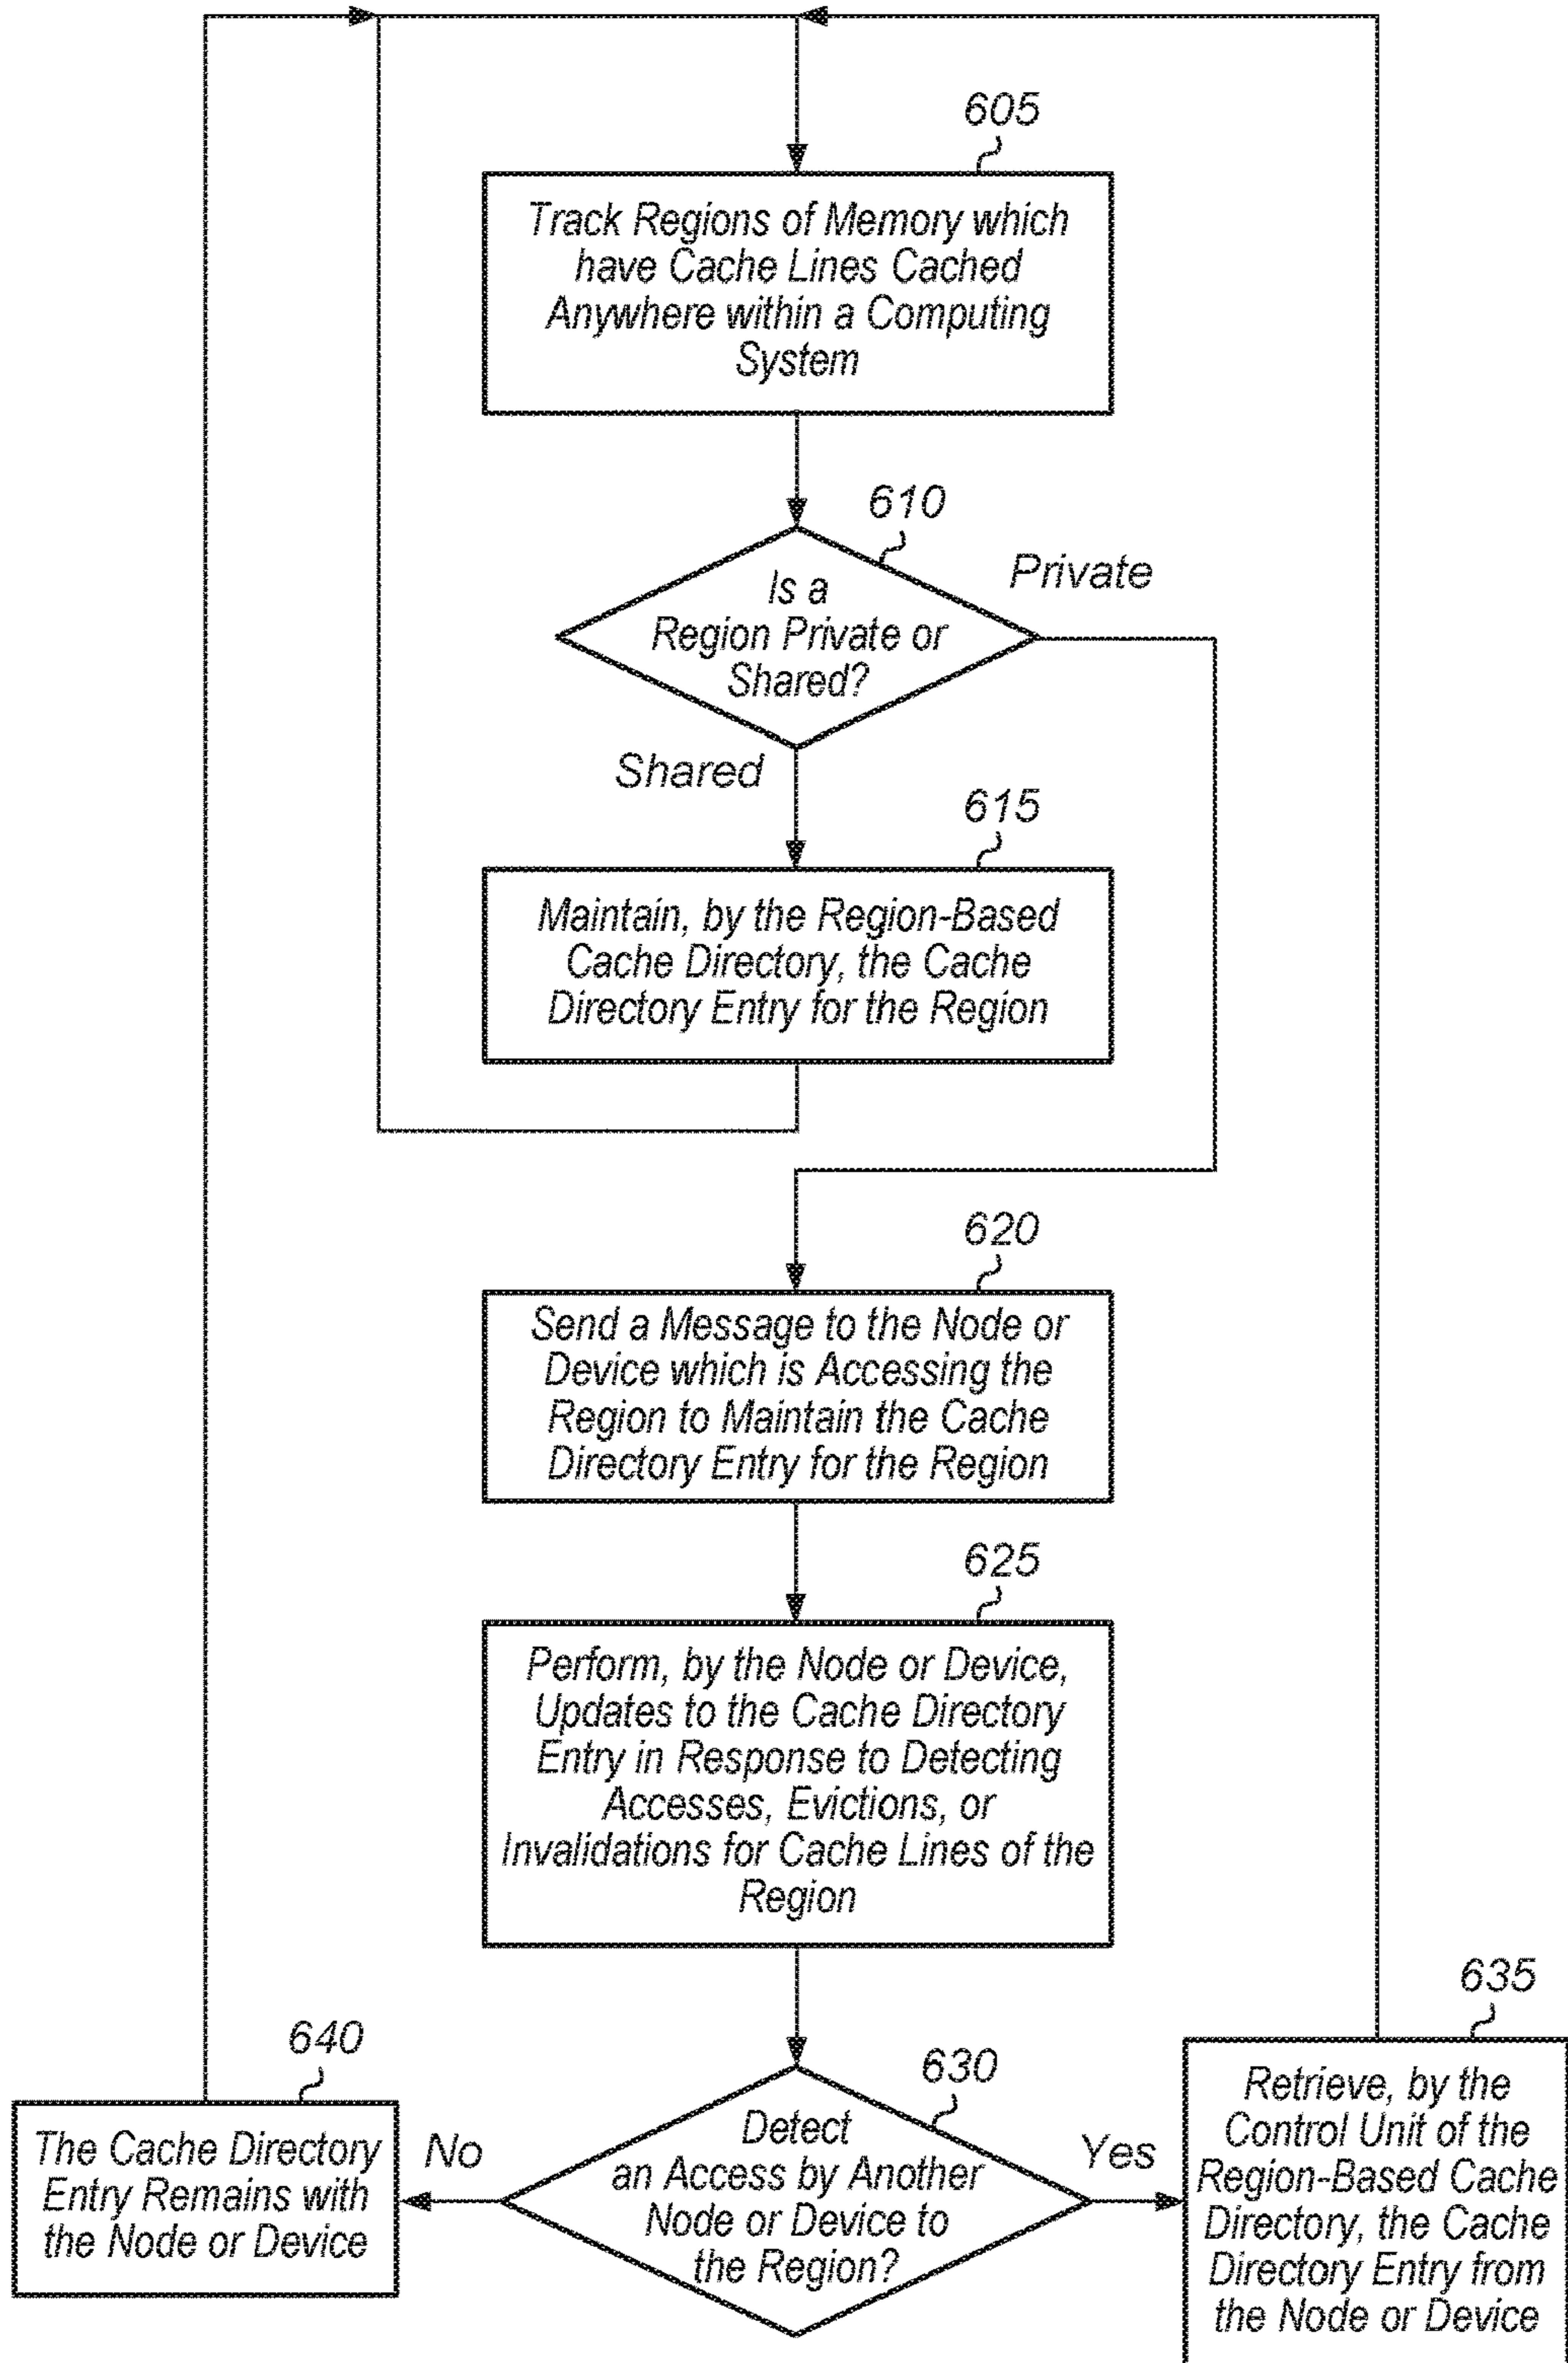 605
Track Regions of Memory which
have Cache Lines Cached
Anywhere within a Computing
System
610
Is a
Region Private or
Shared?
Private
Shared
615
Maintain, by the Region-Based
Cache Directory, the Cache
Directory Entry for the Region
620
Send a Message to the Node or
Device which is Accessing the
Region to Maintain the Cache
Directory Entry for the Region
625
Perform, by the Node or Device,
Updates to the Cache Directory
Entry in Response to Detecting
Accesses, Evictions, or
Invalidations for Cache Lines of the
Region
630
Detect
an Access by Another
Node or Device to
the Region?
No
Yes
640
The Cache Directory
Entry Remains with
the Node or Device
635
Retrieve, by the
Control Unit of the
Region-Based Cache
Directory, the Cache
Directory Entry from
the Node or Device